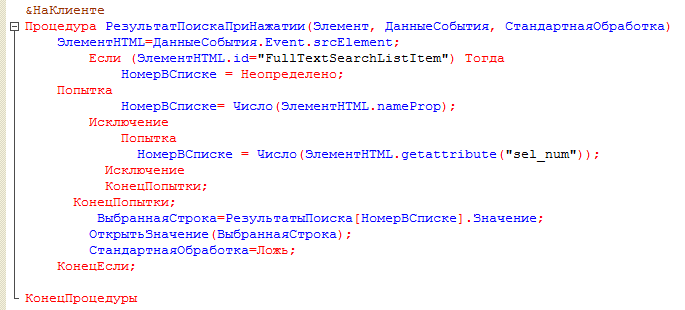 &НаКлиенте
Процедура РезультатПоискаПриНажатии(Элемент, ДанныеСобытия, СтандартнаяОбработка)
    ЭлементHTML=ДанныеСобытия.Event.srcElement;
        Если (ЭлементHTML.id="FullTextSearchListItem") Тогда
            НомерВСписке = Неопределено;
    Попытка
            НомерВСписке= Число(ЭлементHTML.nameProp);
        Исключение
            Попытка
              НомерВСписке = Число(ЭлементHTML.getattribute("sel_num"));
          Исключение
          КонецПопытки;
      КонецПопытки;
         ВыбраннаяСтрока=РезультатыПоиска[НомерВСписке].Значение;
        ОткрытьЗначение(ВыбраннаяСтрока);
        СтандартнаяОбработка=Ложь;
    КонецЕсли;
КонецПроцедуры